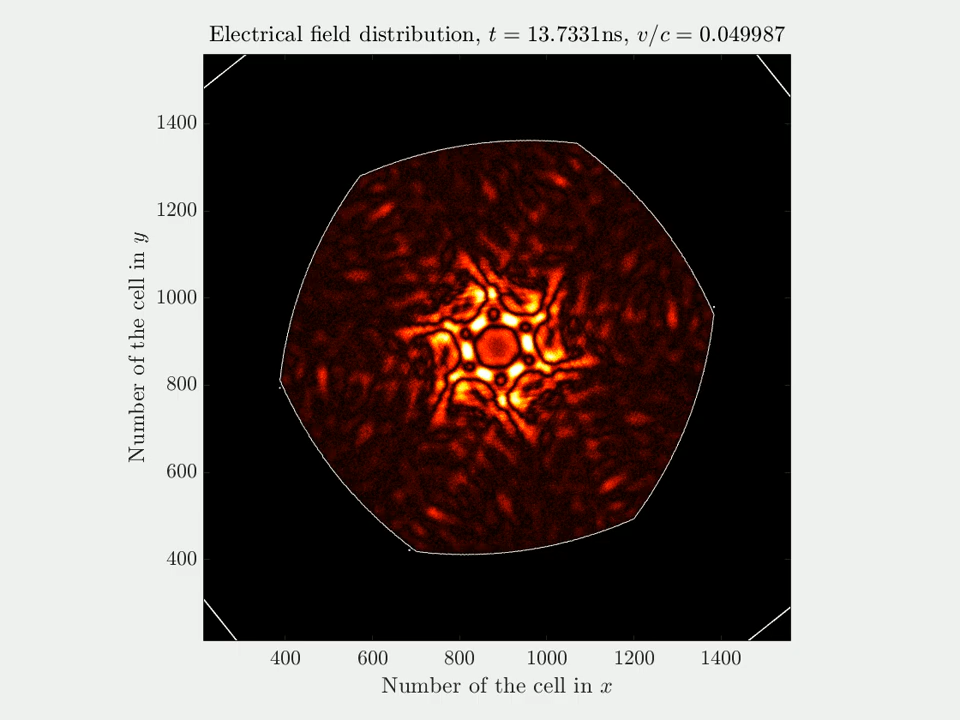 Electrical field distribution, t = 13.7331ns, v/c = 0.049987
1400
1200
1000
800
600
400
Number of the cell in y
400 600 800 1000 1200 1400
Number of the cell in x